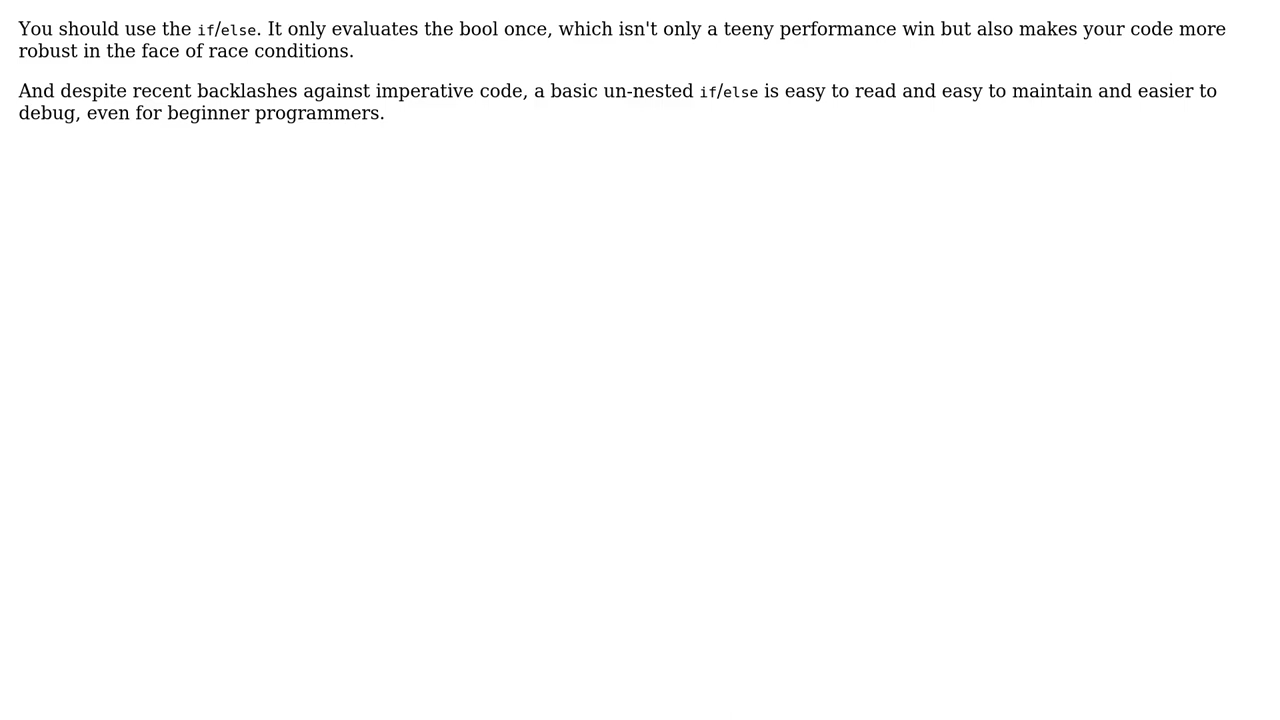 You should use the if/else. It only evaluates the bool once, which isn't only a teeny performance win but also makes your code more
robust in the face of race conditions.
And despite recent backlashes against imperative code, a basic un-nested if/else is easy to read and easy to maintain and easier to
debug, even for beginner programmers.